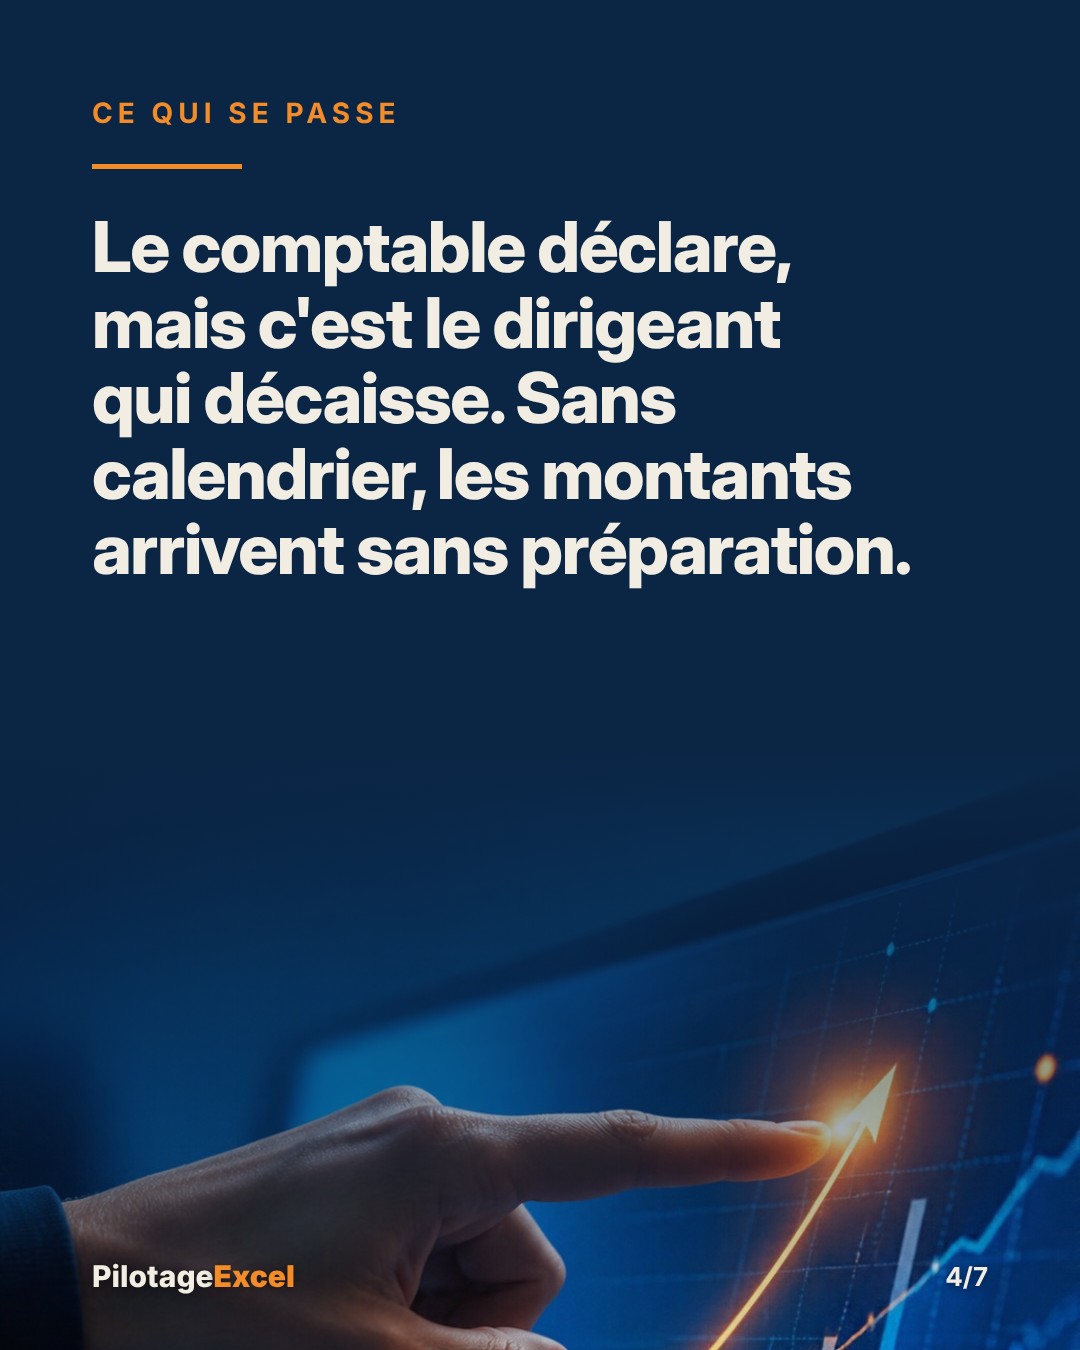 CE QUI SE PASSE
Le comptable déclare,
mais c'est le dirigeant
qui décaisse. Sans
calendrier, les montants
arrivent sans préparation.
PilotageExcel
4/7